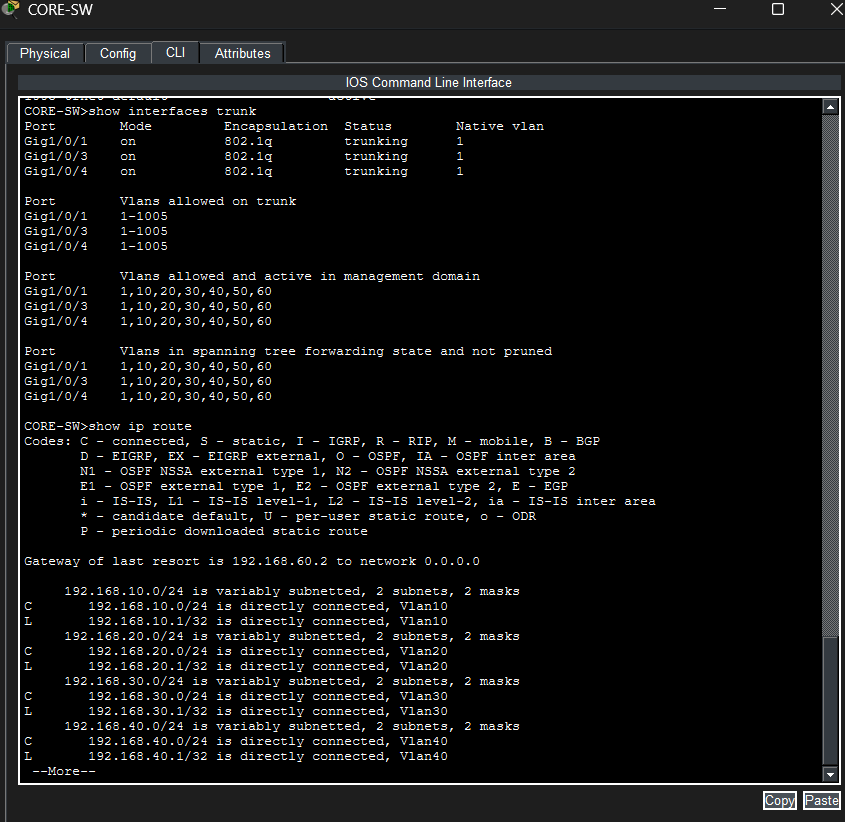 CORE-SW
Physical Config CLI Attributes
IOS Command Line Interface
CORE-SW>show interfaces trunk
Port        Mode         Encapsulation  Status        Native vlan
Gig1/0/1    on           802.1q         trunking      1
Gig1/0/3    on           802.1q         trunking      1
Gig1/0/4    on           802.1q         trunking      1
Port        Vlans allowed on trunk
Gig1/0/1    1-1005
Gig1/0/3    1-1005
Gig1/0/4    1-1005
Port        Vlans allowed and active in management domain
Gig1/0/1    1,10,20,30,40,50,60
Gig1/0/3    1,10,20,30,40,50,60
Gig1/0/4    1,10,20,30,40,50,60
Port        Vlans in spanning tree forwarding state and not pruned
Gig1/0/1    1,10,20,30,40,50,60
Gig1/0/3    1,10,20,30,40,50,60
Gig1/0/4    1,10,20,30,40,50,60
CORE-SW>show ip route
Codes: C - connected, S - static, I - IGRP, R - RIP, M - mobile, B - BGP
       D - EIGRP, EX - EIGRP external, O - OSPF, IA - OSPF inter area
       N1 - OSPF NSSA external type 1, N2 - OSPF NSSA external type 2
       E1 - OSPF external type 1, E2 - OSPF external type 2, E - EGP
       i - IS-IS, L1 - IS-IS level-1, L2 - IS-IS level-2, ia - IS-IS inter area
       * - candidate default, U - per-user static route, o - ODR
       P - periodic downloaded static route
Gateway of last resort is 192.168.60.2 to network 0.0.0.0
     192.168.10.0/24 is variably subnetted, 2 subnets, 2 masks
C       192.168.10.0/24 is directly connected, Vlan10
L       192.168.10.1/32 is directly connected, Vlan10
     192.168.20.0/24 is variably subnetted, 2 subnets, 2 masks
C       192.168.20.0/24 is directly connected, Vlan20
L       192.168.20.1/32 is directly connected, Vlan20
     192.168.30.0/24 is variably subnetted, 2 subnets, 2 masks
C       192.168.30.0/24 is directly connected, Vlan30
L       192.168.30.1/32 is directly connected, Vlan30
     192.168.40.0/24 is variably subnetted, 2 subnets, 2 masks
C       192.168.40.0/24 is directly connected, Vlan40
L       192.168.40.1/32 is directly connected, Vlan40
 --More--
Copy Paste